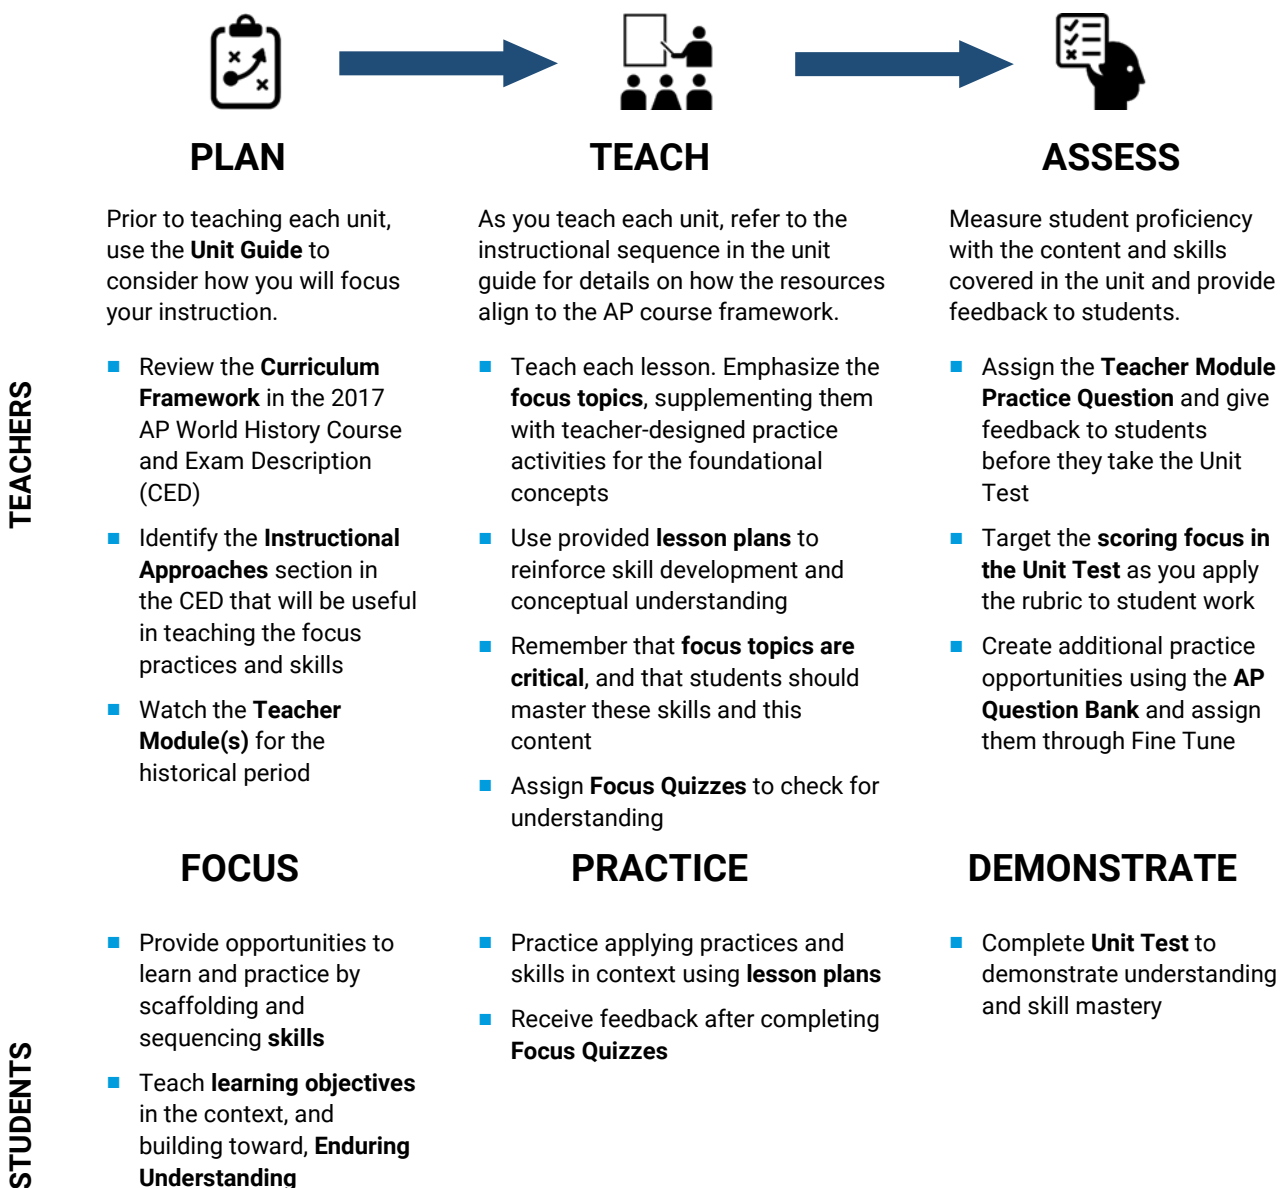 PLAN
TEACH
ASSESS
TEACHERS
Prior to teaching each unit,
use the Unit Guide to
consider how you will focus
your instruction.
Review the Curriculum
Framework in the 2017
AP World History Course
and Exam Description
(CED)
Identify the Instructional
Approaches section in
the CED that will be useful
in teaching the focus
practices and skills
Watch the Teacher
Module(s) for the
historical period
As you teach each unit, refer to the
instructional sequence in the unit
guide for details on how the resources
align to the AP course framework.
Teach each lesson. Emphasize the
focus topics, supplementing them
with teacher-designed practice
activities for the foundational
concepts
Use provided lesson plans to
reinforce skill development and
conceptual understanding
Remember that focus topics are
critical, and that students should
master these skills and this
content
Assign Focus Quizzes to check for
understanding
Measure student proficiency
with the content and skills
covered in the unit and provide
feedback to students.
Assign the Teacher Module
Practice Question and give
feedback to students
before they take the Unit
Test
Target the scoring focus in
the Unit Test as you apply
the rubric to student work
Create additional practice
opportunities using the AP
Question Bank and assign
them through Fine Tune
FOCUS
PRACTICE
DEMONSTRATE
STUDENTS
Provide opportunities to
learn and practice by
scaffolding and
sequencing skills
Teach learning objectives
in the context, and
building toward, Enduring
Understanding
Practice applying practices and
skills in context using lesson plans
Receive feedback after completing
Focus Quizzes
Complete Unit Test to
demonstrate understanding
and skill mastery